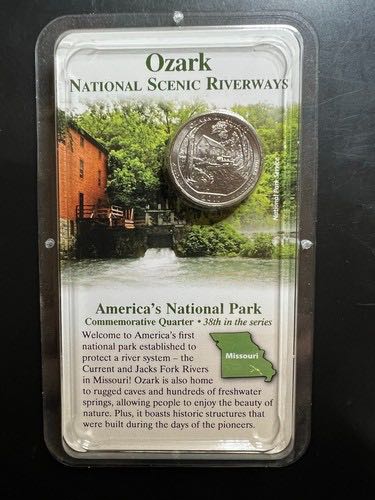 Ozark
NATIONAL SCENIC RIVERWAYS
National Park Service
America's National Park
Commemorative Quarter • 38th in the series
Welcome to America's first
national park established to
protect a river system – the
Current and Jacks Fork Rivers
in Missouri! Ozark is also home
to rugged caves and hundreds of freshwater
springs, allowing people to enjoy the beauty of
nature. Plus, it boasts historic structures that
were built during the days of the pioneers.
Missouri